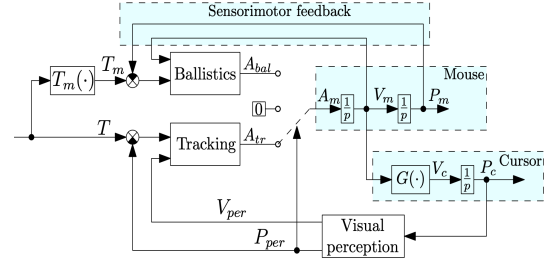 Sensorimotor feedback
T_m(·)
T_m
Ballistics
A_bal
Mouse
0
A_m
1/p
V_m
1/p
P_m
T
Tracking
A_tr
Cursor
G(·)
V_c
1/p
P_c
V_per
Visual
perception
P_per